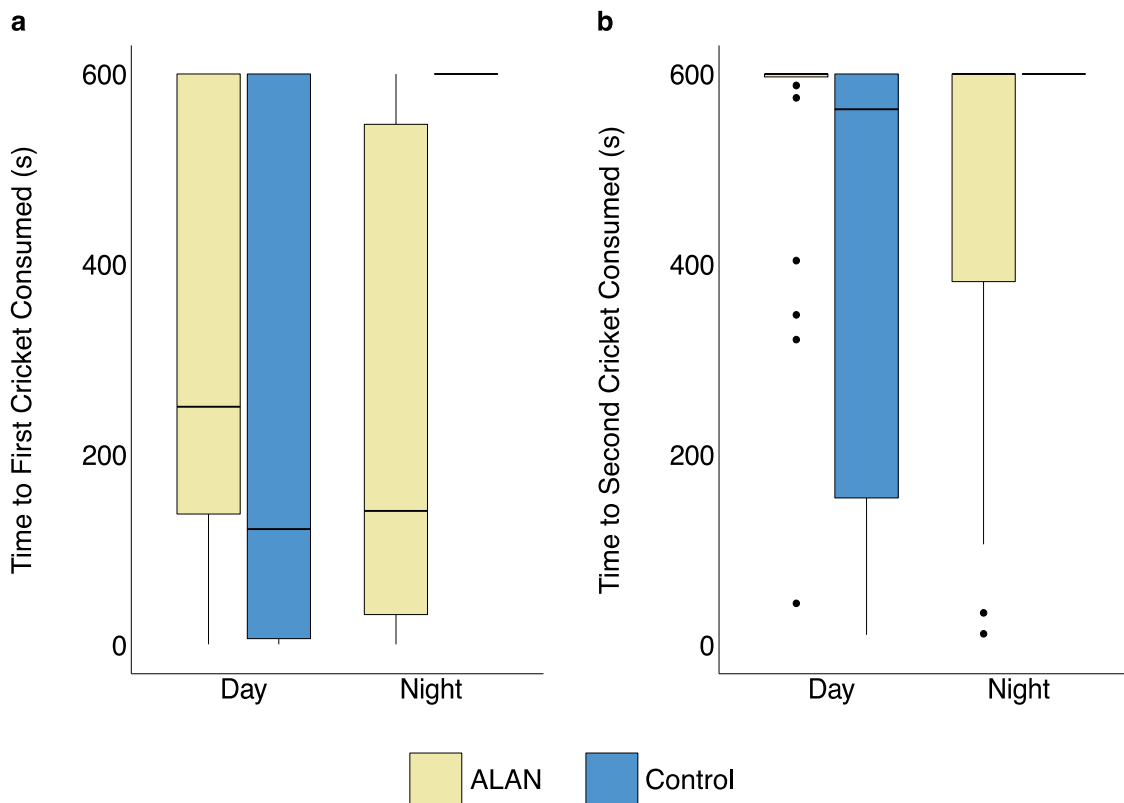 a
Time to First Cricket Consumed (s)
600
400
200
0
Day Night
b
Time to Second Cricket Consumed (s)
600
400
200
0
Day Night
ALAN Control